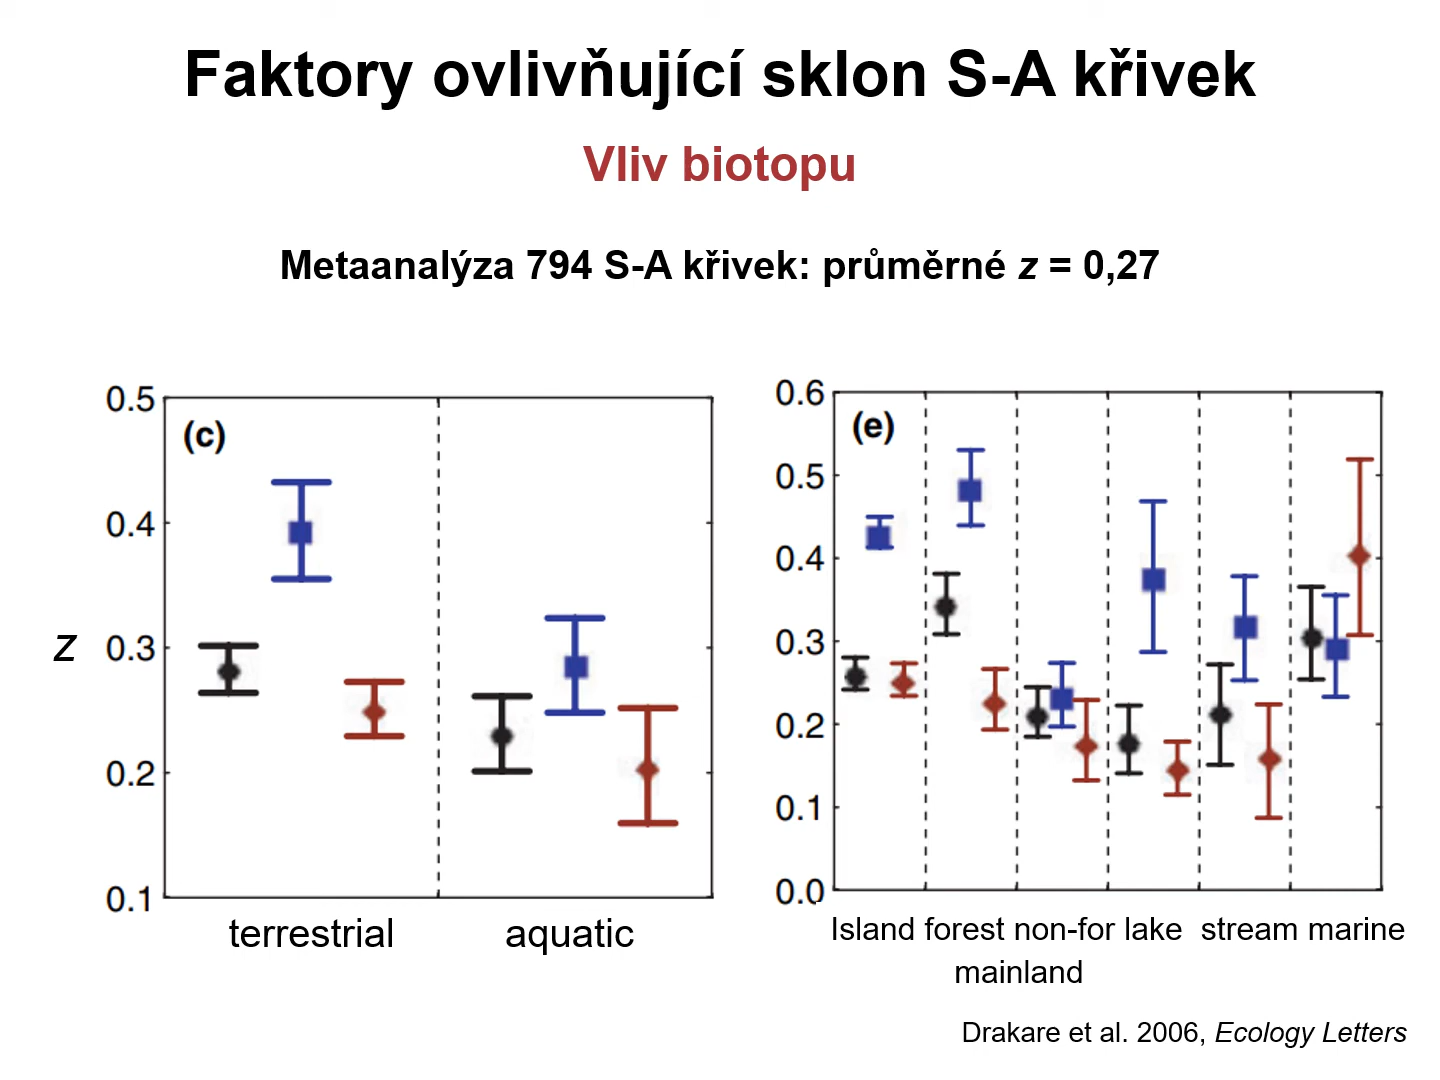 Faktory ovlivňující sklon S-A křivek
Vliv biotopu
Metaanalýza 794 S-A křivek: průměrné z = 0,27
0.5
0.4
0.3
0.2
0.1
z
(c)
terrestrial
aquatic
0.6
0.5
0.4
0.3
0.2
0.1
0.0
(e)
Island forest non-for lake stream marine
mainland
Drakare et al. 2006, Ecology Letters